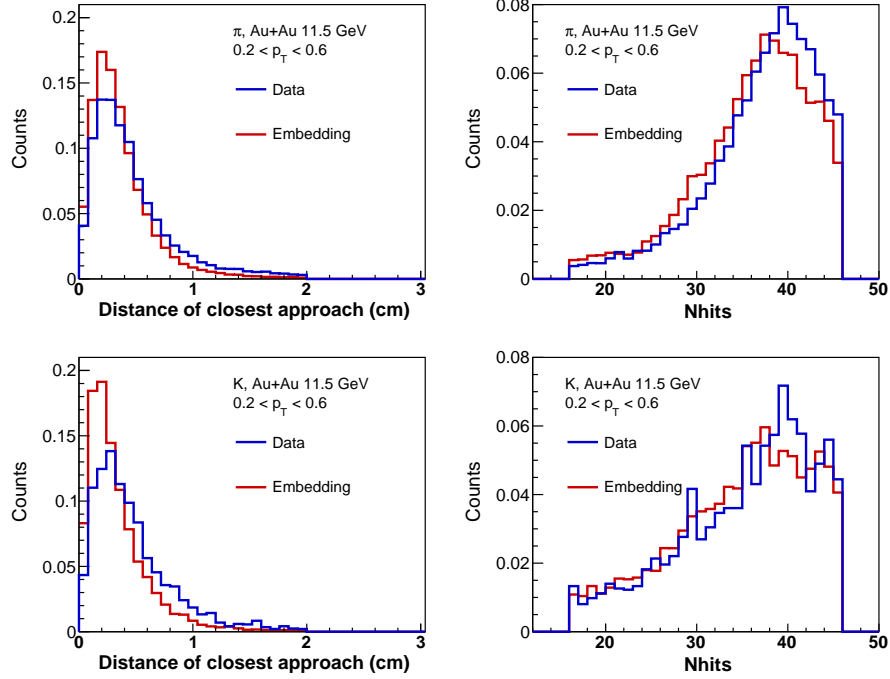 0.2
0.15
0.1
0.05
0
Counts
π, Au+Au 11.5 GeV
0.2 < p_T < 0.6
Data
Embedding
0 1 2 3
Distance of closest approach (cm)
0.08
0.06
0.04
0.02
0
Counts
π, Au+Au 11.5 GeV
0.2 < p_T < 0.6
Data
Embedding
20 30 40 50
Nhits
0.2
0.15
0.1
0.05
0
Counts
K, Au+Au 11.5 GeV
0.2 < p_T < 0.6
Data
Embedding
0 1 2 3
Distance of closest approach (cm)
0.08
0.06
0.04
0.02
0
Counts
K, Au+Au 11.5 GeV
0.2 < p_T < 0.6
Data
Embedding
20 30 40 50
Nhits